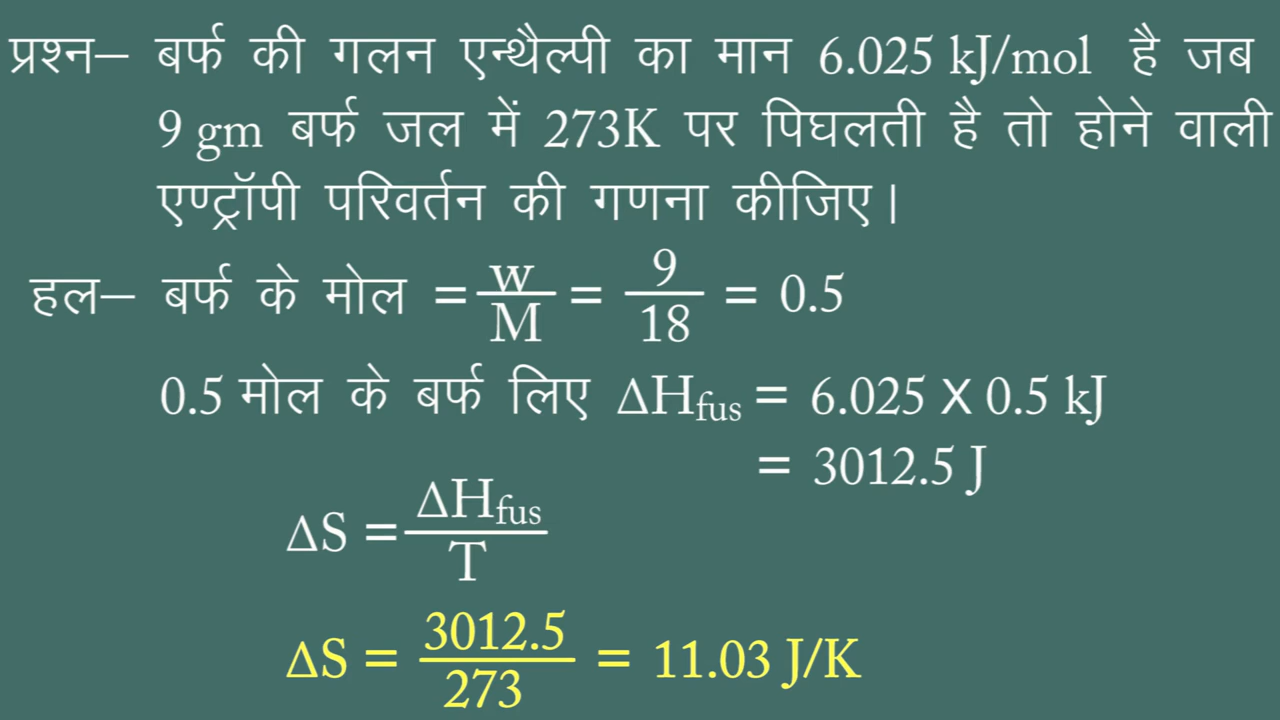 प्रश्न– बर्फ की गलन एन्थैल्पी का मान 6.025 kJ/mol है जब
9 gm बर्फ जल में 273K पर पिघलती है तो होने वाली
एण्ट्रॉपी परिवर्तन की गणना कीजिए।
हल– बर्फ के मोल = w/M = 9/18 = 0.5
0.5 मोल के बर्फ लिए ΔHfus = 6.025 X 0.5 kJ
= 3012.5 J
ΔS = ΔHfus/T
ΔS = 3012.5/273 = 11.03 J/K